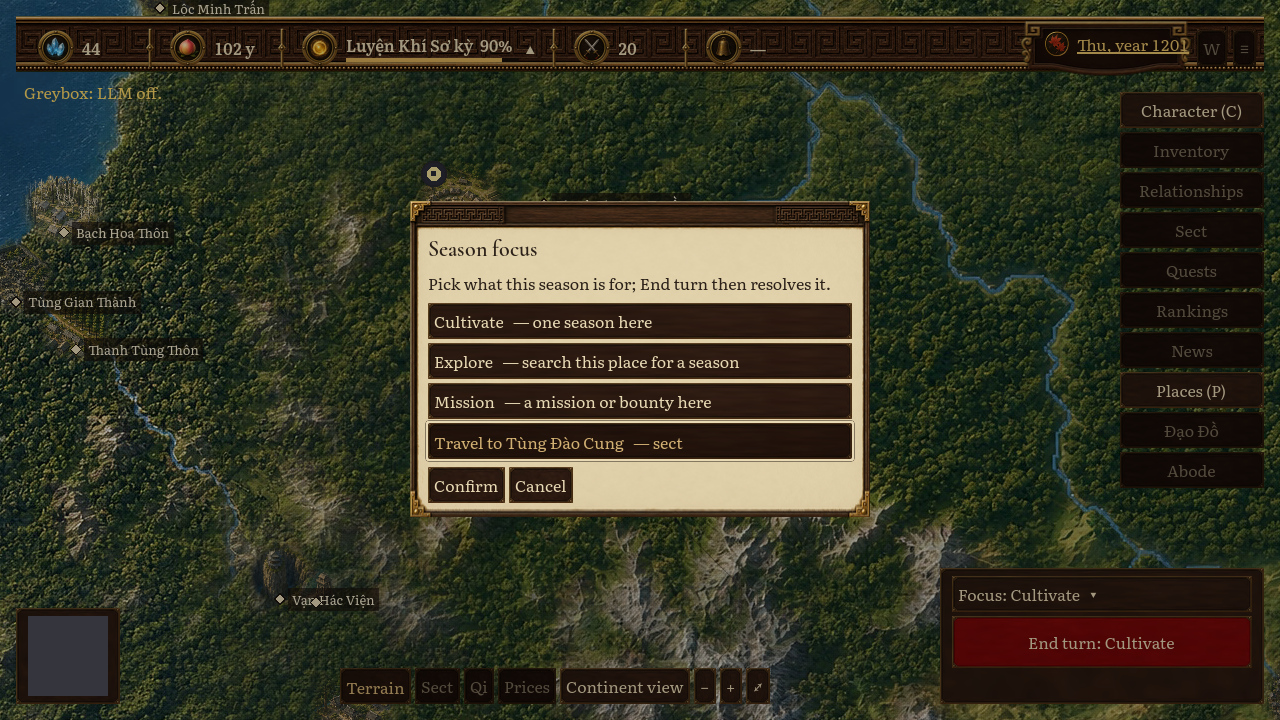 Lộc Minh Trấn
44
102 y
Luyện Khí Sơ kỳ 90% ▲
20
—
Thu, year 1201
W
≡
Greybox: LLM off.
Character (C)
Inventory
Relationships
Sect
Quests
Rankings
News
Places (P)
Đạo Đồ
Abode
Bạch Hoa Thôn
Tùng Gian Thành
Thanh Tùng Thôn
Season focus
Pick what this season is for; End turn then resolves it.
Cultivate — one season here
Explore — search this place for a season
Mission — a mission or bounty here
Travel to Tùng Đào Cung — sect
Confirm
Cancel
Vạn Hác Viện
Focus: Cultivate ▾
End turn: Cultivate
Terrain
Sect
Qi
Prices
Continent view
−
+
⤢